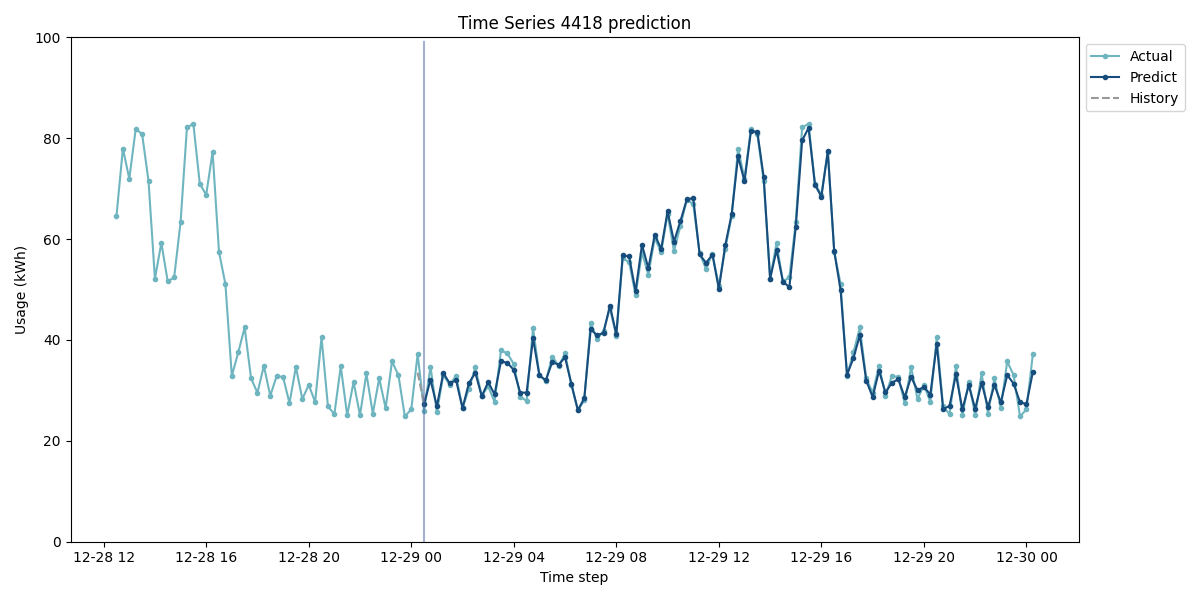 Time Series 4418 prediction
Usage (kWh)
100
80
60
40
20
0
12-28 12
12-28 16
12-28 20
12-29 00
12-29 04
12-29 08
12-29 12
12-29 16
12-29 20
12-30 00
Time step
Actual
Predict
History